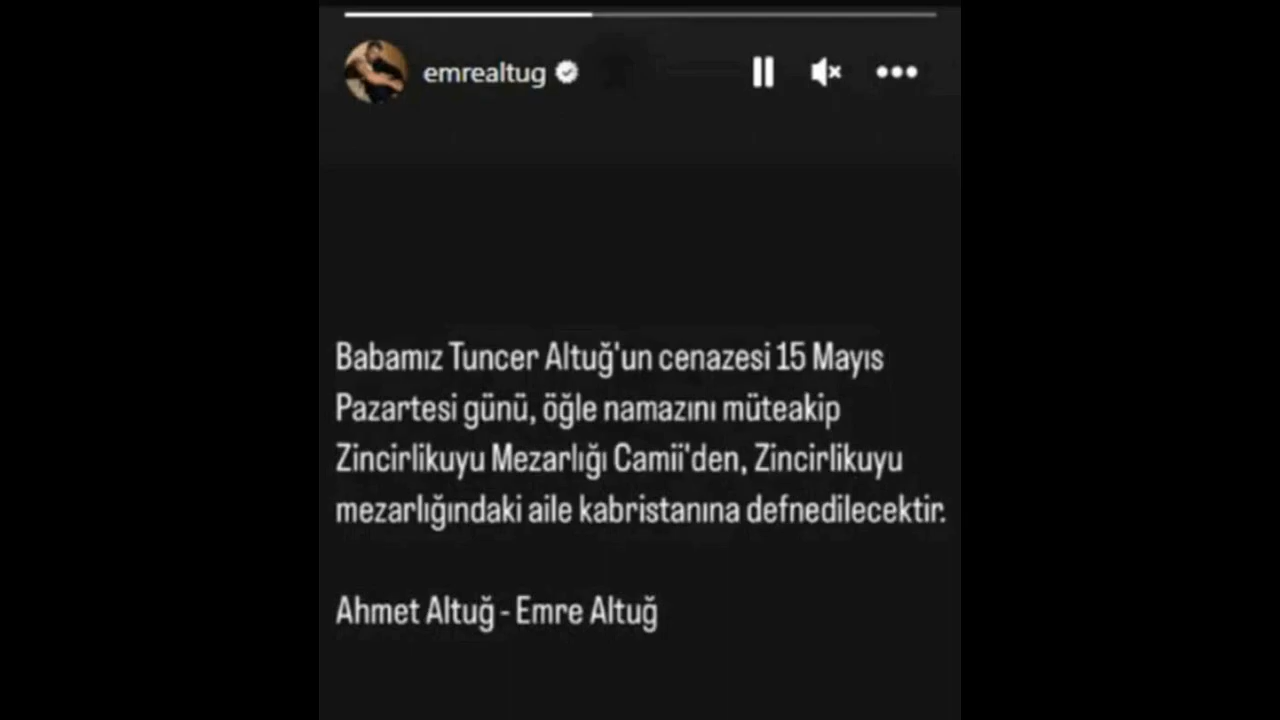 emrealtug
Babamız Tuncer Altuğ'un cenazesi 15 Mayıs
Pazartesi günü, öğle namazını müteakip
Zincirlikuyu Mezarlığı Camii'den, Zincirlikuyu
mezarlığındaki aile kabristanına defnedilecektir.
Ahmet Altuğ - Emre Altuğ